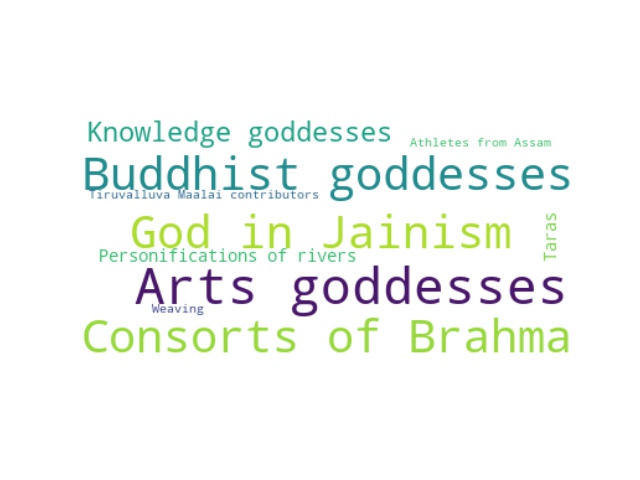 Knowledge goddesses
Athletes from Assam
Buddhist goddesses
Tiruvalluva Maalai contributors
God in Jainism
Taras
Personifications of rivers
Arts goddesses
Weaving
Consorts of Brahma